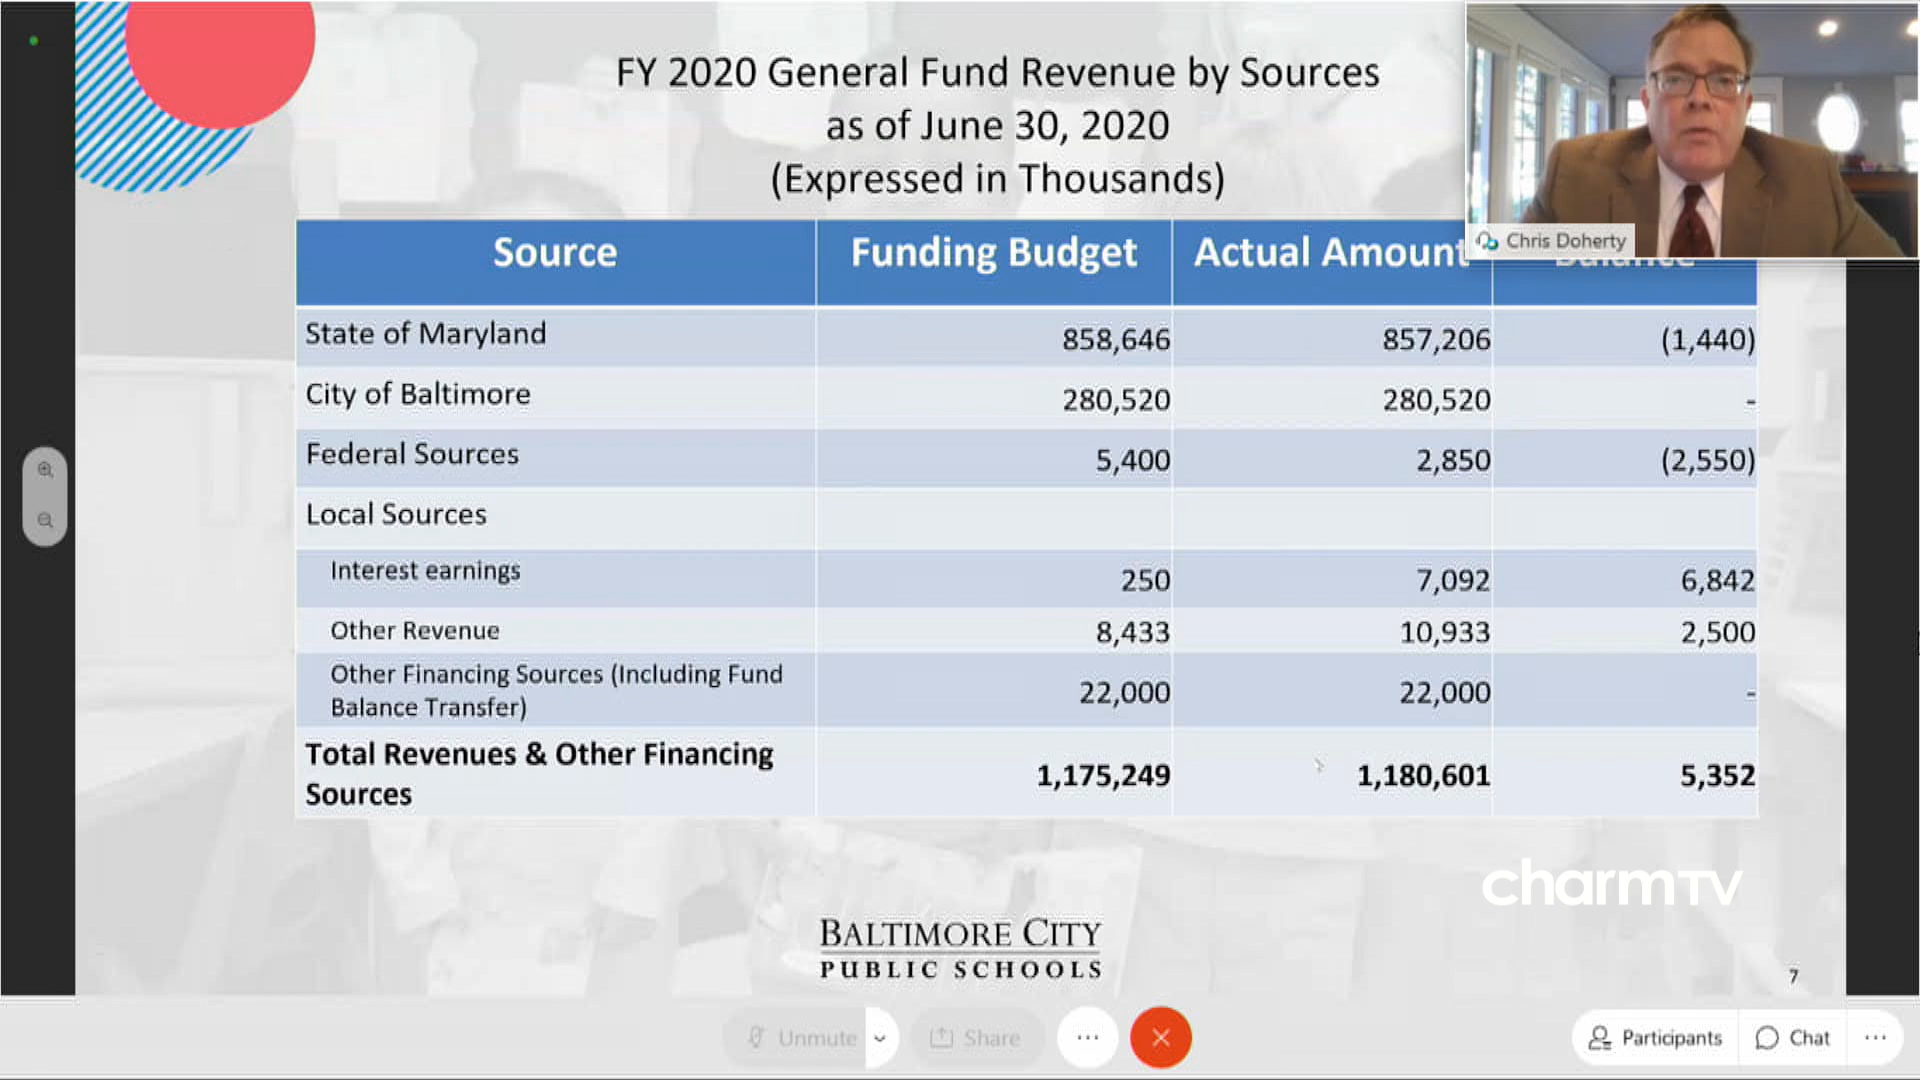 FY 2020 General Fund Revenue by Sources
as of June 30, 2020
(Expressed in Thousands)
Chris Doherty
Source Funding Budget Actual Amount Balance
State of Maryland 858,646 857,206 (1,440)
City of Baltimore 280,520 280,520 -
Federal Sources 5,400 2,850 (2,550)
Local Sources
Interest earnings 250 7,092 6,842
Other Revenue 8,433 10,933 2,500
Other Financing Sources (Including Fund
Balance Transfer) 22,000 22,000 -
Total Revenues & Other Financing
Sources 1,175,249 1,180,601 5,352
charmTV
BALTIMORE CITY
PUBLIC SCHOOLS
7
Unmute Share ... Participants Chat ...